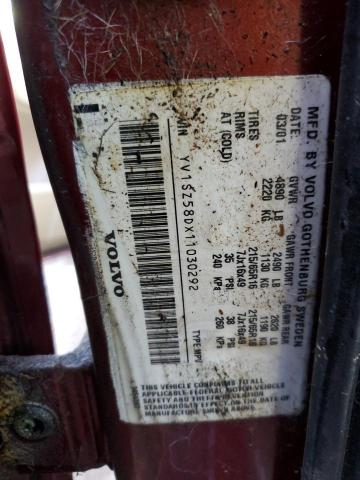 MFD. BY VOLVO GOTHENBURG SWEDEN
DATE: GVWR GAWR FRONT GAWR REAR
03/01 4890 LB 2490 LB 2620 LB
2220 KG 1130 KG 1190 KG
TIRES 215/65R16 215/65R16
RIMS 7Jx16x49 7Jx16x49
AT (COLD) 35 PSI 38 PSI
240 KPa 260 KPa
VIN YV1SZ58DX11030292 TYPE:MPV
VOLVO
THIS VEHICLE CONFORMS TO ALL
APPLICABLE FEDERAL MOTOR VEHICLE
SAFETY AND THEFT PREVENTION
STANDARDS IN EFFECT ON THE DATE OF
MANUFACTURE SHOWN ABOVE.